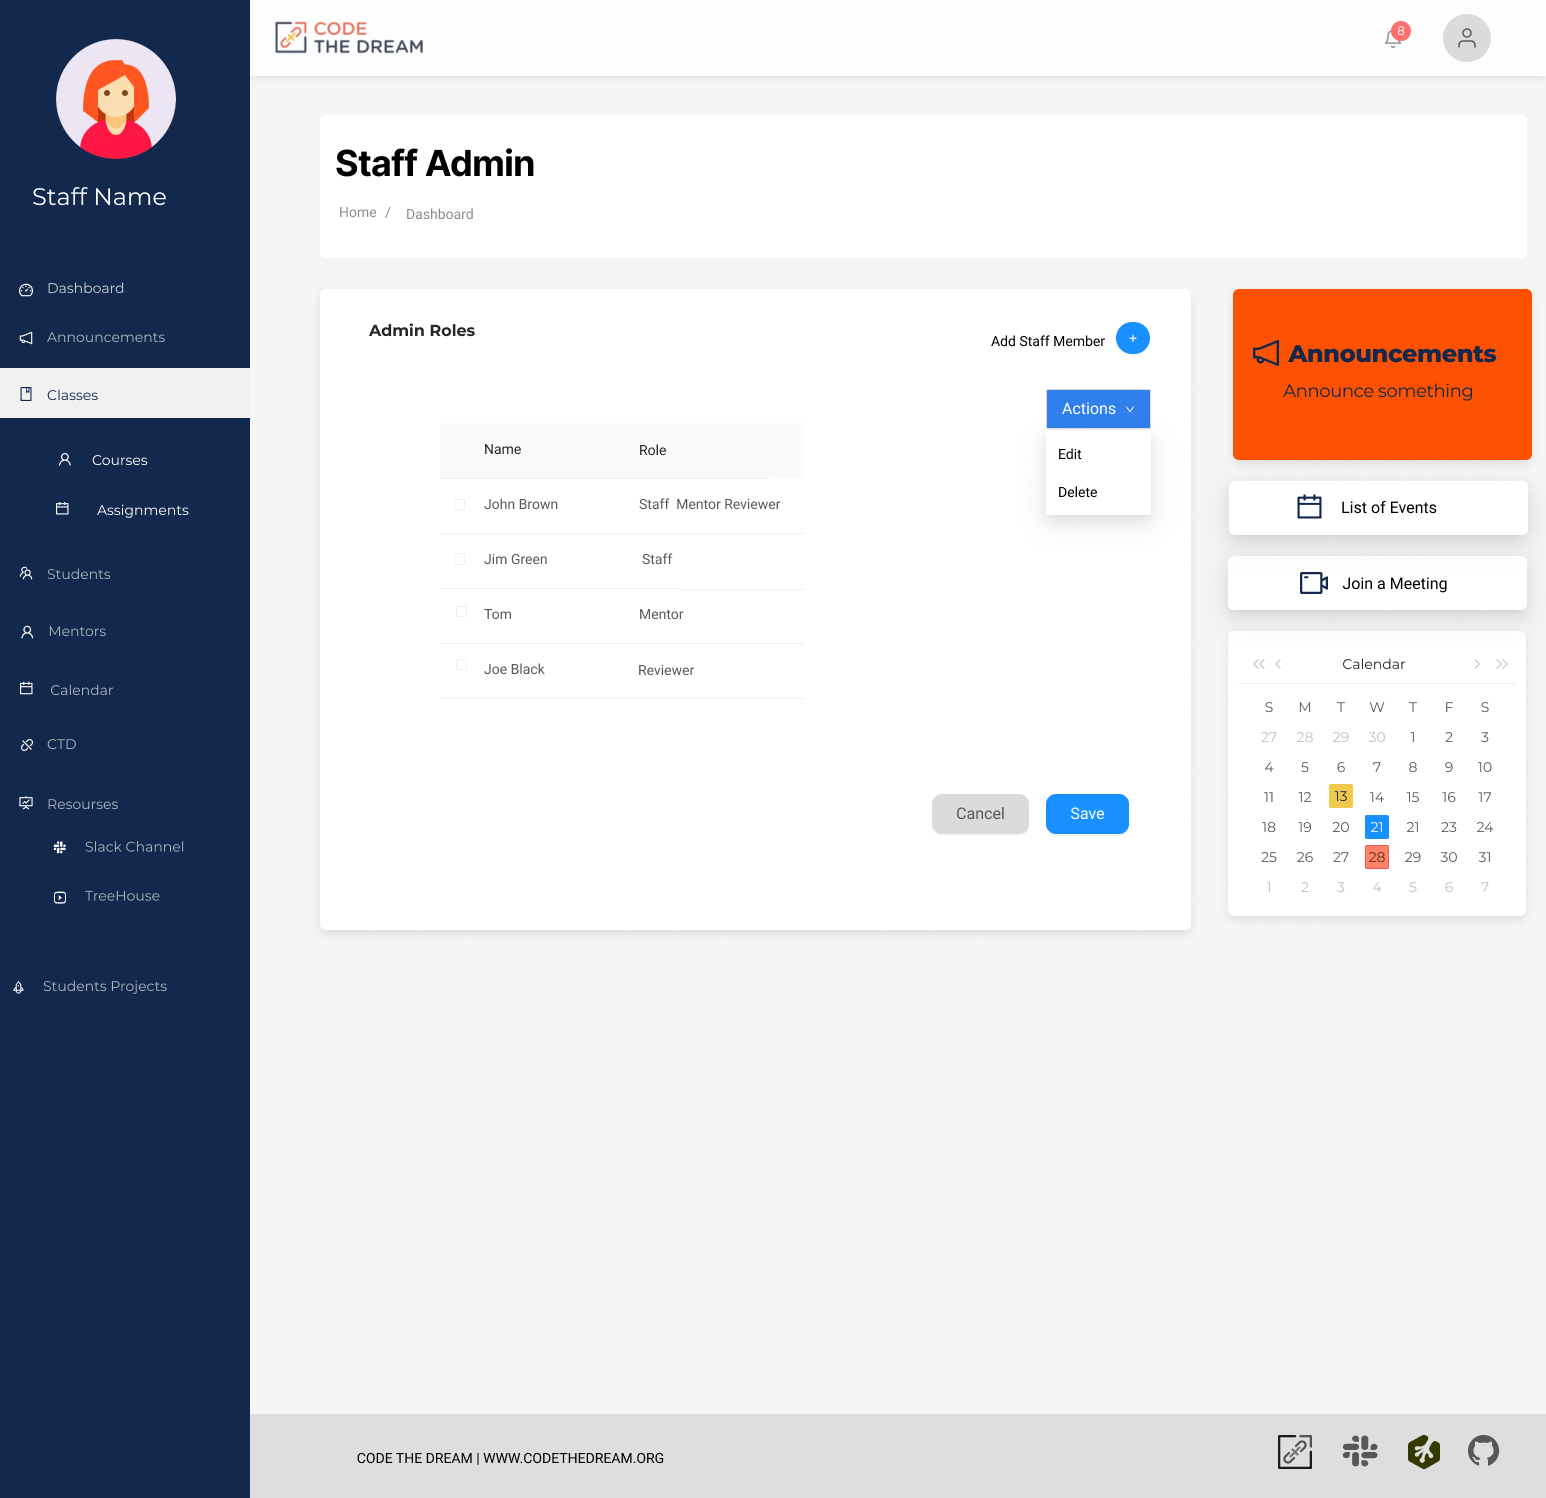 CODE
THE DREAM
8
Staff Name
Dashboard
Announcements
Classes
Courses
Assignments
Students
Mentors
Calendar
CTD
Resourses
Slack Channel
TreeHouse
Students Projects
Staff Admin
Home / Dashboard
Admin Roles
Add Staff Member +
Actions
Edit
Delete
Name Role
John Brown Staff Mentor Reviewer
Jim Green Staff
Tom Mentor
Joe Black Reviewer
Cancel Save
Announcements
Announce something
List of Events
Join a Meeting
Calendar
S M T W T F S
27 28 29 30 1 2 3
4 5 6 7 8 9 10
11 12 13 14 15 16 17
18 19 20 21 21 23 24
25 26 27 28 29 30 31
1 2 3 4 5 6 7
CODE THE DREAM | WWW.CODETHEDREAM.ORG